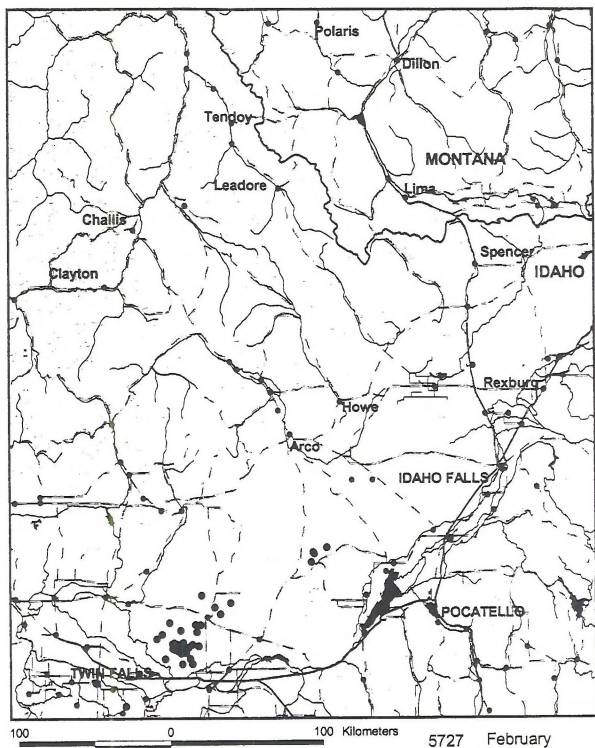 Polaris
Dillon
Tendoy
MONTANA
Leadore
Lima
Challis
Spencer
Clayton
IDAHO
Rexburg
Howe
Arco
IDAHO FALLS
POCATELLO
TWIN FALLS
100 0 100 Kilometers
5727 February